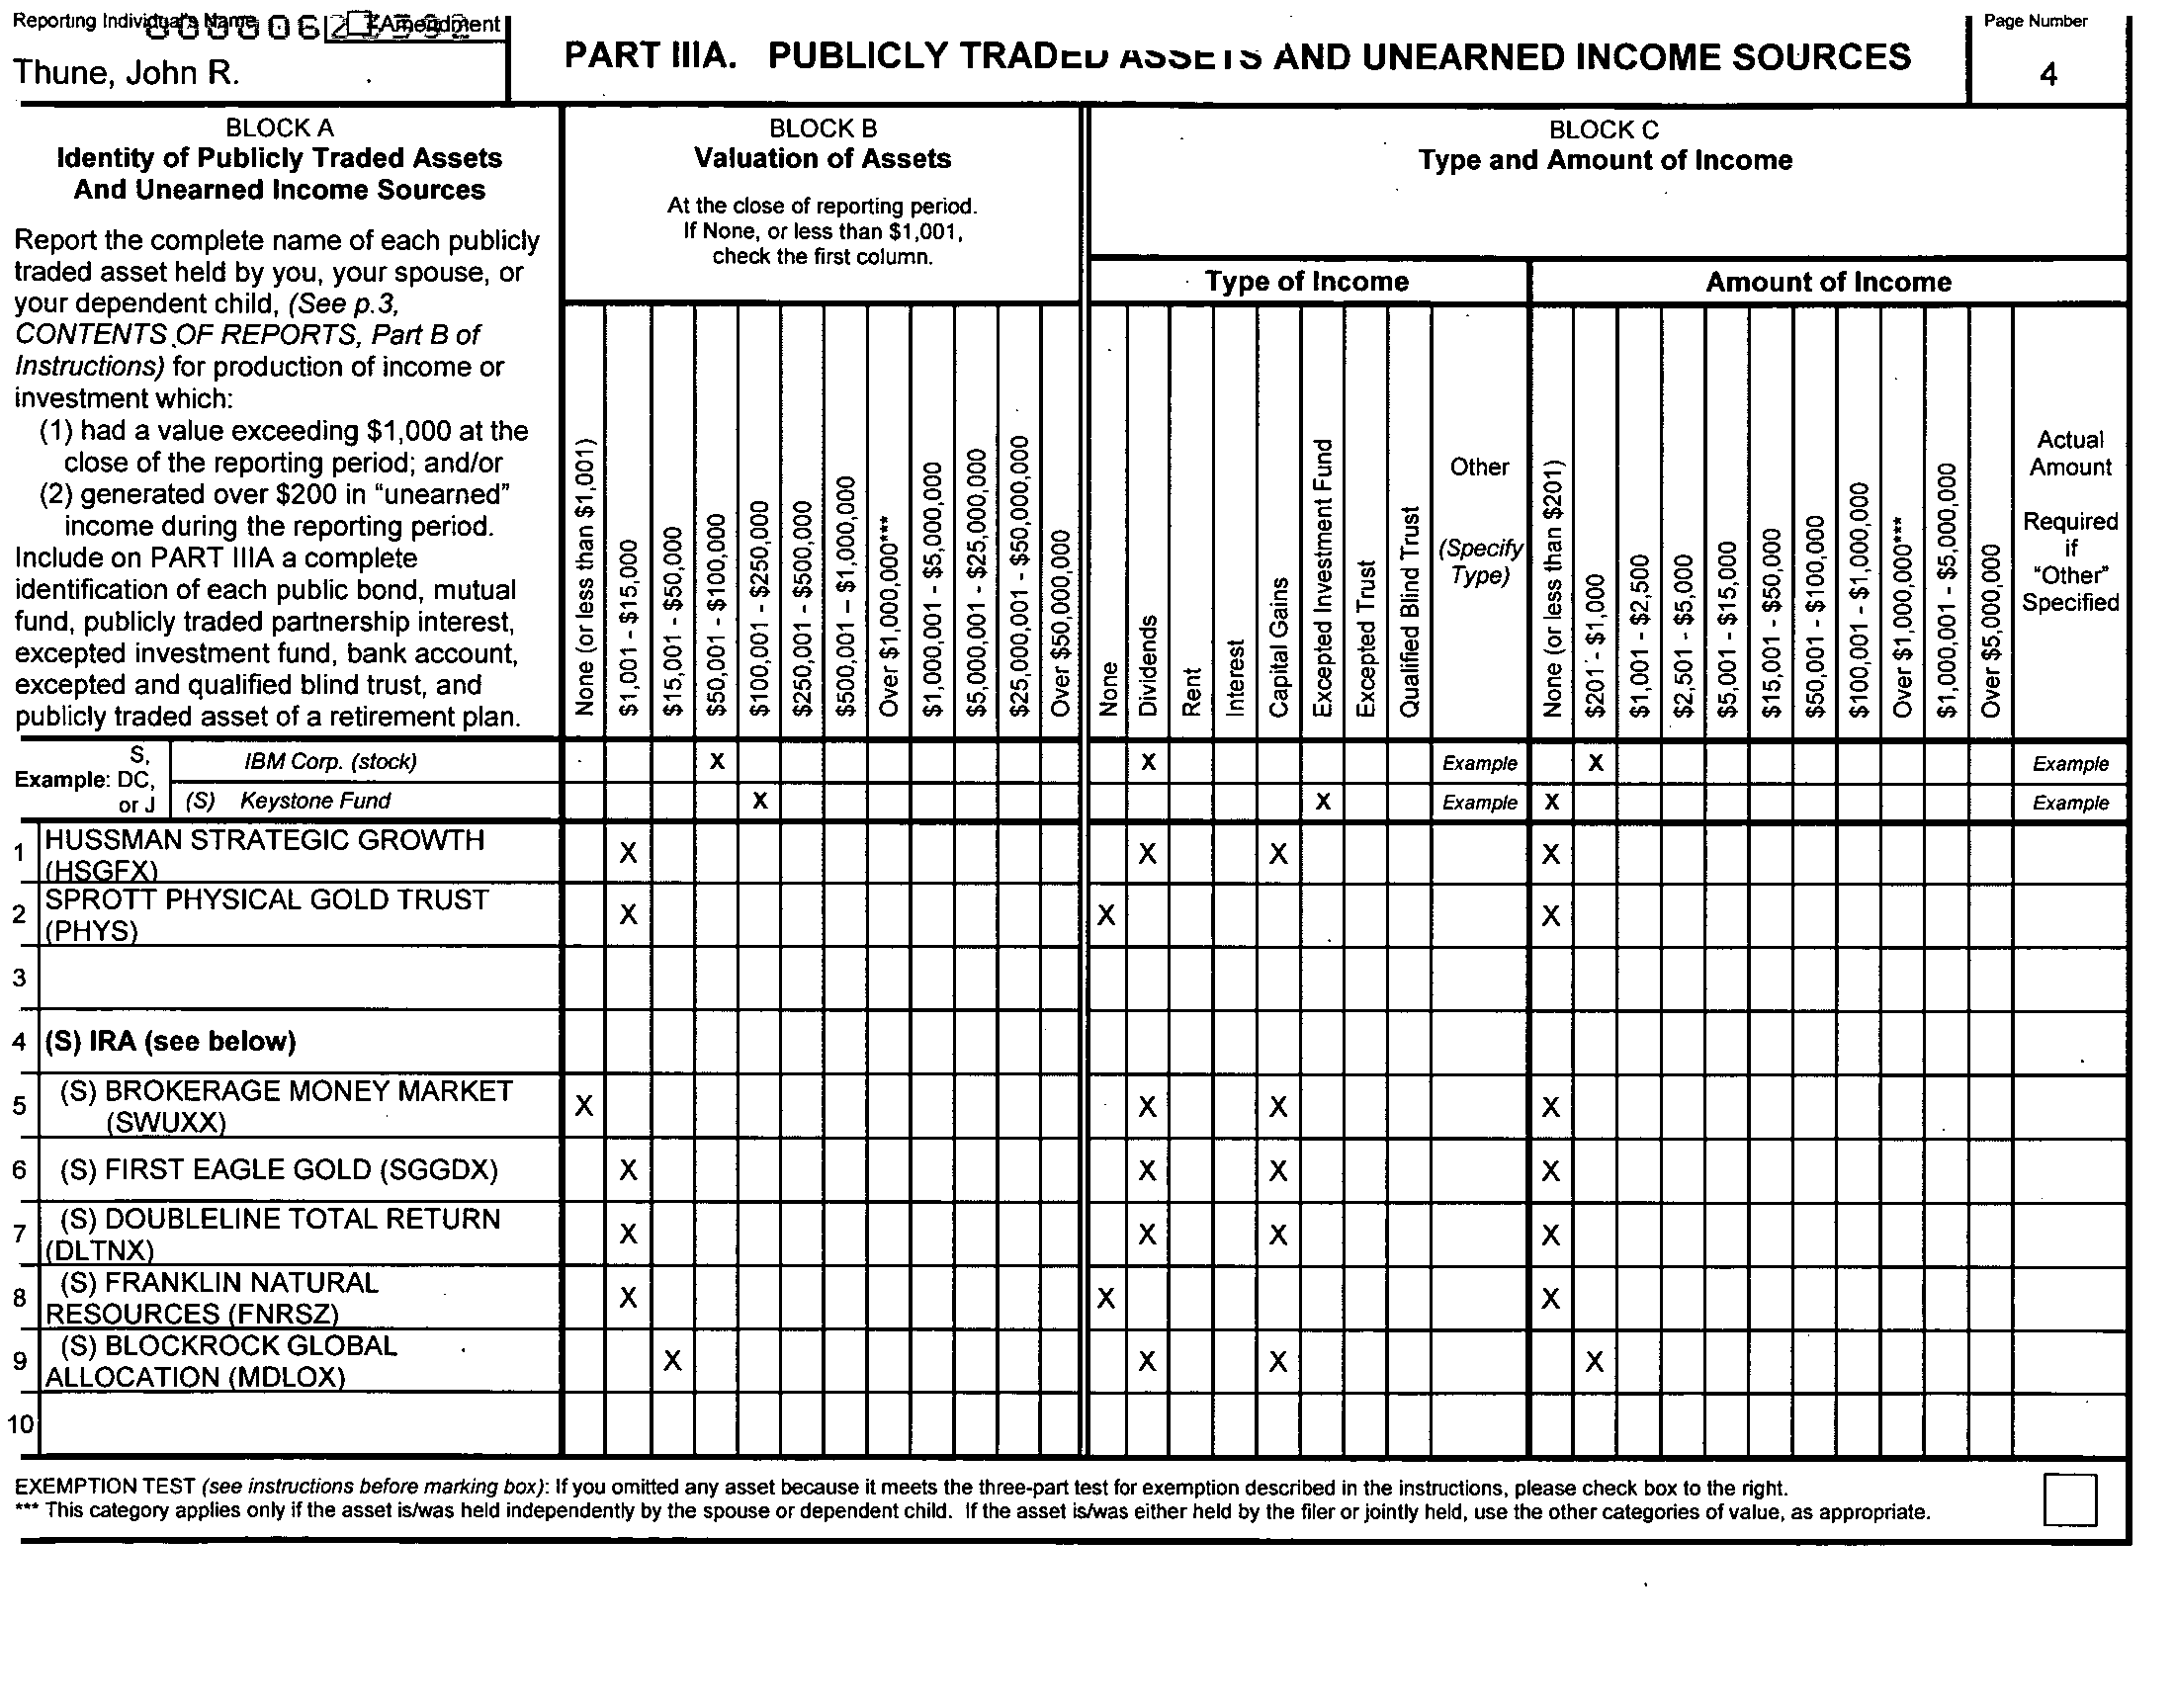 Reporting Individual's Name
Amendment
Thune, John R.
PART IIIA. PUBLICLY TRADED ASSETS AND UNEARNED INCOME SOURCES
Page Number
4
BLOCK A
Identity of Publicly Traded Assets
And Unearned Income Sources
Report the complete name of each publicly
traded asset held by you, your spouse, or
your dependent child, (See p.3,
CONTENTS OF REPORTS, Part B of
Instructions) for production of income or
investment which:
(1) had a value exceeding $1,000 at the
close of the reporting period; and/or
(2) generated over $200 in "unearned"
income during the reporting period.
Include on PART IIIA a complete
identification of each public bond, mutual
fund, publicly traded partnership interest,
excepted investment fund, bank account,
excepted and qualified blind trust, and
publicly traded asset of a retirement plan.
BLOCK B
Valuation of Assets
At the close of reporting period.
If None, or less than $1,001,
check the first column.
None (or less than $1,001)
$1,001 - $15,000
$15,001 - $50,000
$50,001 - $100,000
$100,001 - $250,000
$250,001 - $500,000
$500,001 – $1,000,000
Over $1,000,000***
$1,000,001 - $5,000,000
$5,000,001 - $25,000,000
$25,000,001 - $50,000,000
Over $50,000,000
BLOCK C
Type and Amount of Income
Type of Income
None
Dividends
Rent
Interest
Capital Gains
Excepted Investment Fund
Excepted Trust
Qualified Blind Trust
Other
(Specify
Type)
Amount of Income
None (or less than $201)
$201 - $1,000
$1,001 - $2,500
$2,501 - $5,000
$5,001 - $15,000
$15,001 - $50,000
$50,001 - $100,000
$100,001 - $1,000,000
Over $1,000,000***
$1,000,001 - $5,000,000
Over $5,000,000
Actual
Amount
Required
if
"Other"
Specified
Example: S,
DC,
or J
IBM Corp. (stock) X X Example X Example
(S) Keystone Fund X X Example X Example
1 HUSSMAN STRATEGIC GROWTH
(HSGFX) X X X X
2 SPROTT PHYSICAL GOLD TRUST
(PHYS) X X X
3
4 (S) IRA (see below)
5 (S) BROKERAGE MONEY MARKET
(SWUXX) X X X X
6 (S) FIRST EAGLE GOLD (SGGDX) X X X X
7 (S) DOUBLELINE TOTAL RETURN
(DLTNX) X X X X
8 (S) FRANKLIN NATURAL
RESOURCES (FNRSZ) X X X
9 (S) BLOCKROCK GLOBAL
ALLOCATION (MDLOX) X X X X
10
EXEMPTION TEST (see instructions before marking box): If you omitted any asset because it meets the three-part test for exemption described in the instructions, please check box to the right.
*** This category applies only if the asset is/was held independently by the spouse or dependent child. If the asset is/was either held by the filer or jointly held, use the other categories of value, as appropriate.